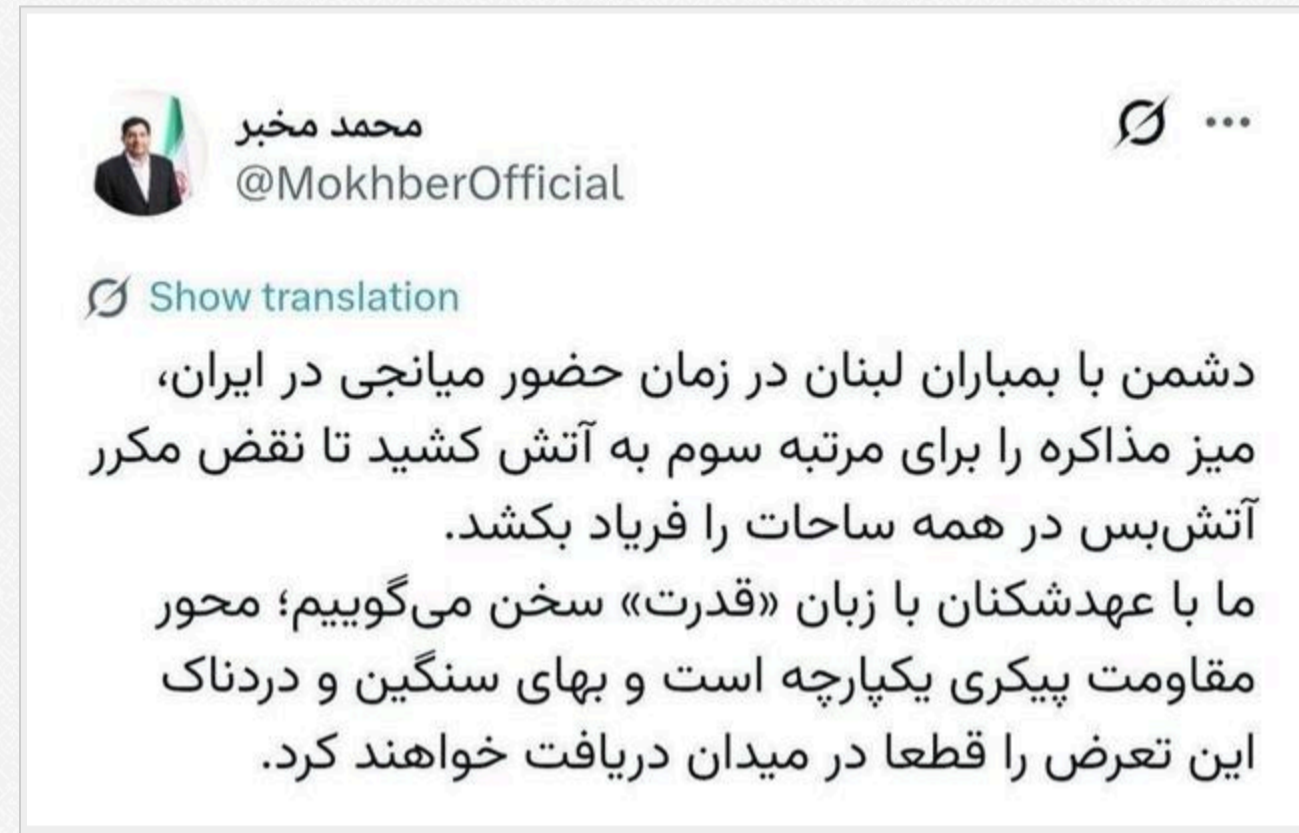 محمد مخبر
@MokhberOfficial
Show translation
دشمن با بمباران لبنان در زمان حضور میانجی در ایران،
میز مذاکره را برای مرتبه سوم به آتش کشید تا نقض مکرر
آتش‌بس در همه ساحات را فریاد بکشد.
ما با عهدشکنان با زبان «قدرت» سخن می‌گوییم؛ محور
مقاومت پیکری یکپارچه است و بهای سنگین و دردناک
این تعرض را قطعا در میدان دریافت خواهند کرد.